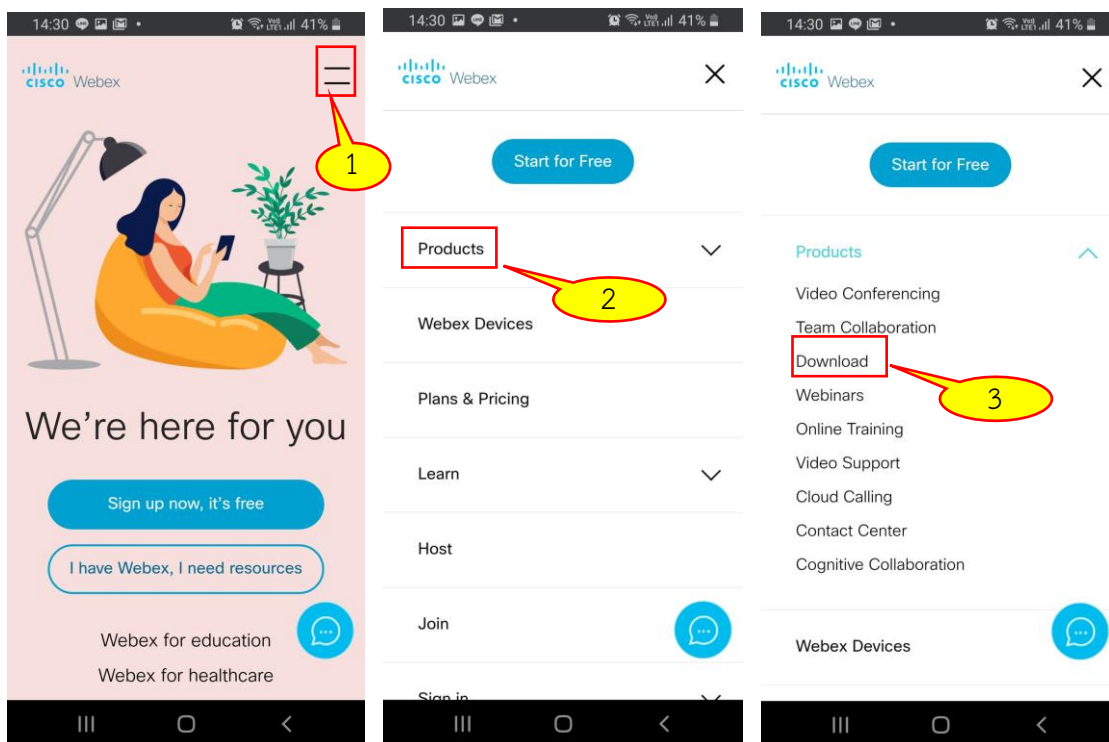 14:30
41%
CISCO Webex
1
We're here for you
Sign up now, it's free
I have Webex, I need resources
Webex for education
Webex for healthcare
14:30
41%
CISCO Webex
Start for Free
Products
2
Webex Devices
Plans & Pricing
Learn
Host
Join
Sign in
14:30
41%
CISCO Webex
Start for Free
Products
Video Conferencing
Team Collaboration
Download
Webinars
3
Online Training
Video Support
Cloud Calling
Contact Center
Cognitive Collaboration
Webex Devices